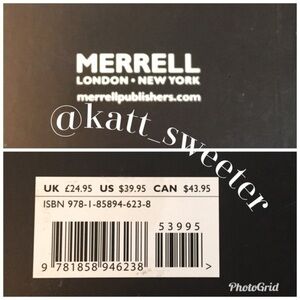 MERRELL
LONDON • NEW YORK
merrellpublishers.com
@katt_sweeter
UK £24.95 US $39.95 CAN $43.95
ISBN 978-1-85894-623-8
53995
9 781858 946238 >
PhotoGrid